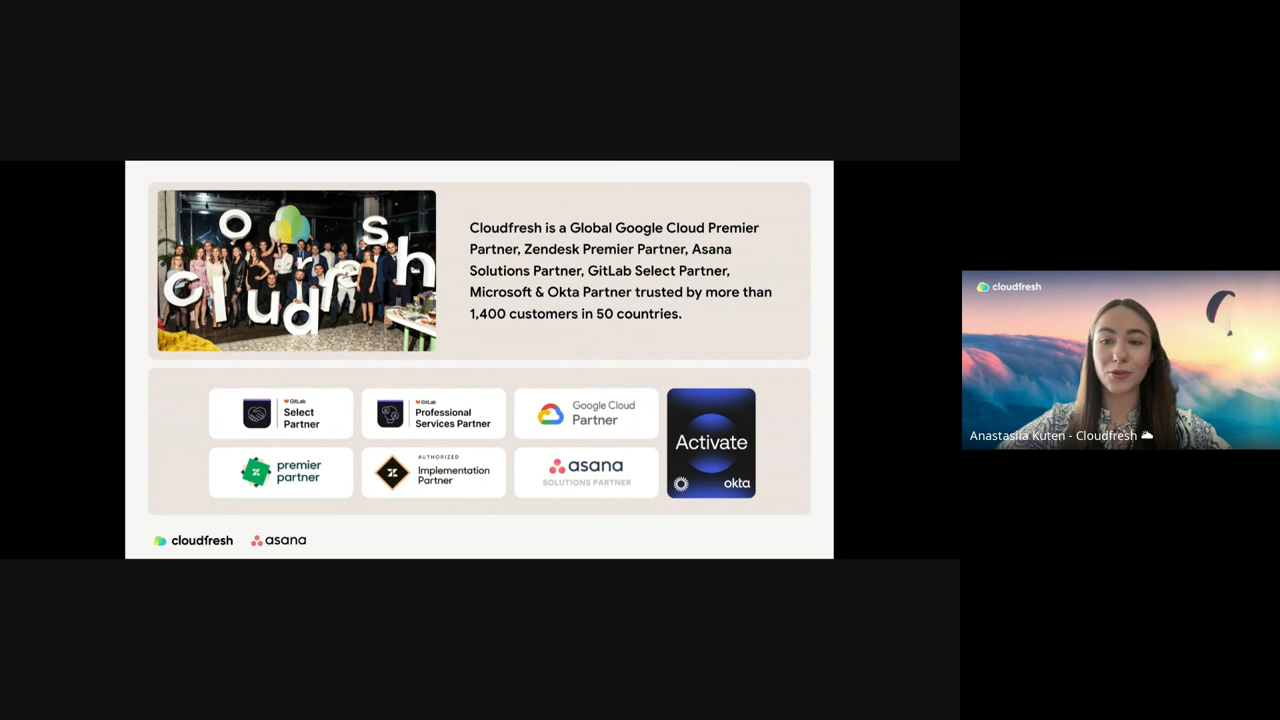 cloudfresh
Cloudfresh is a Global Google Cloud Premier
Partner, Zendesk Premier Partner, Asana
Solutions Partner, GitLab Select Partner,
Microsoft & Okta Partner trusted by more than
1,400 customers in 50 countries.
GitLab
Select
Partner
GitLab
Professional
Services Partner
Google Cloud
Partner
Activate
okta
premier
partner
AUTHORIZED
Implementation
Partner
asana
SOLUTIONS PARTNER
cloudfresh
asana
cloudfresh
Anastasiia Kuten - Cloudfresh 🌥️